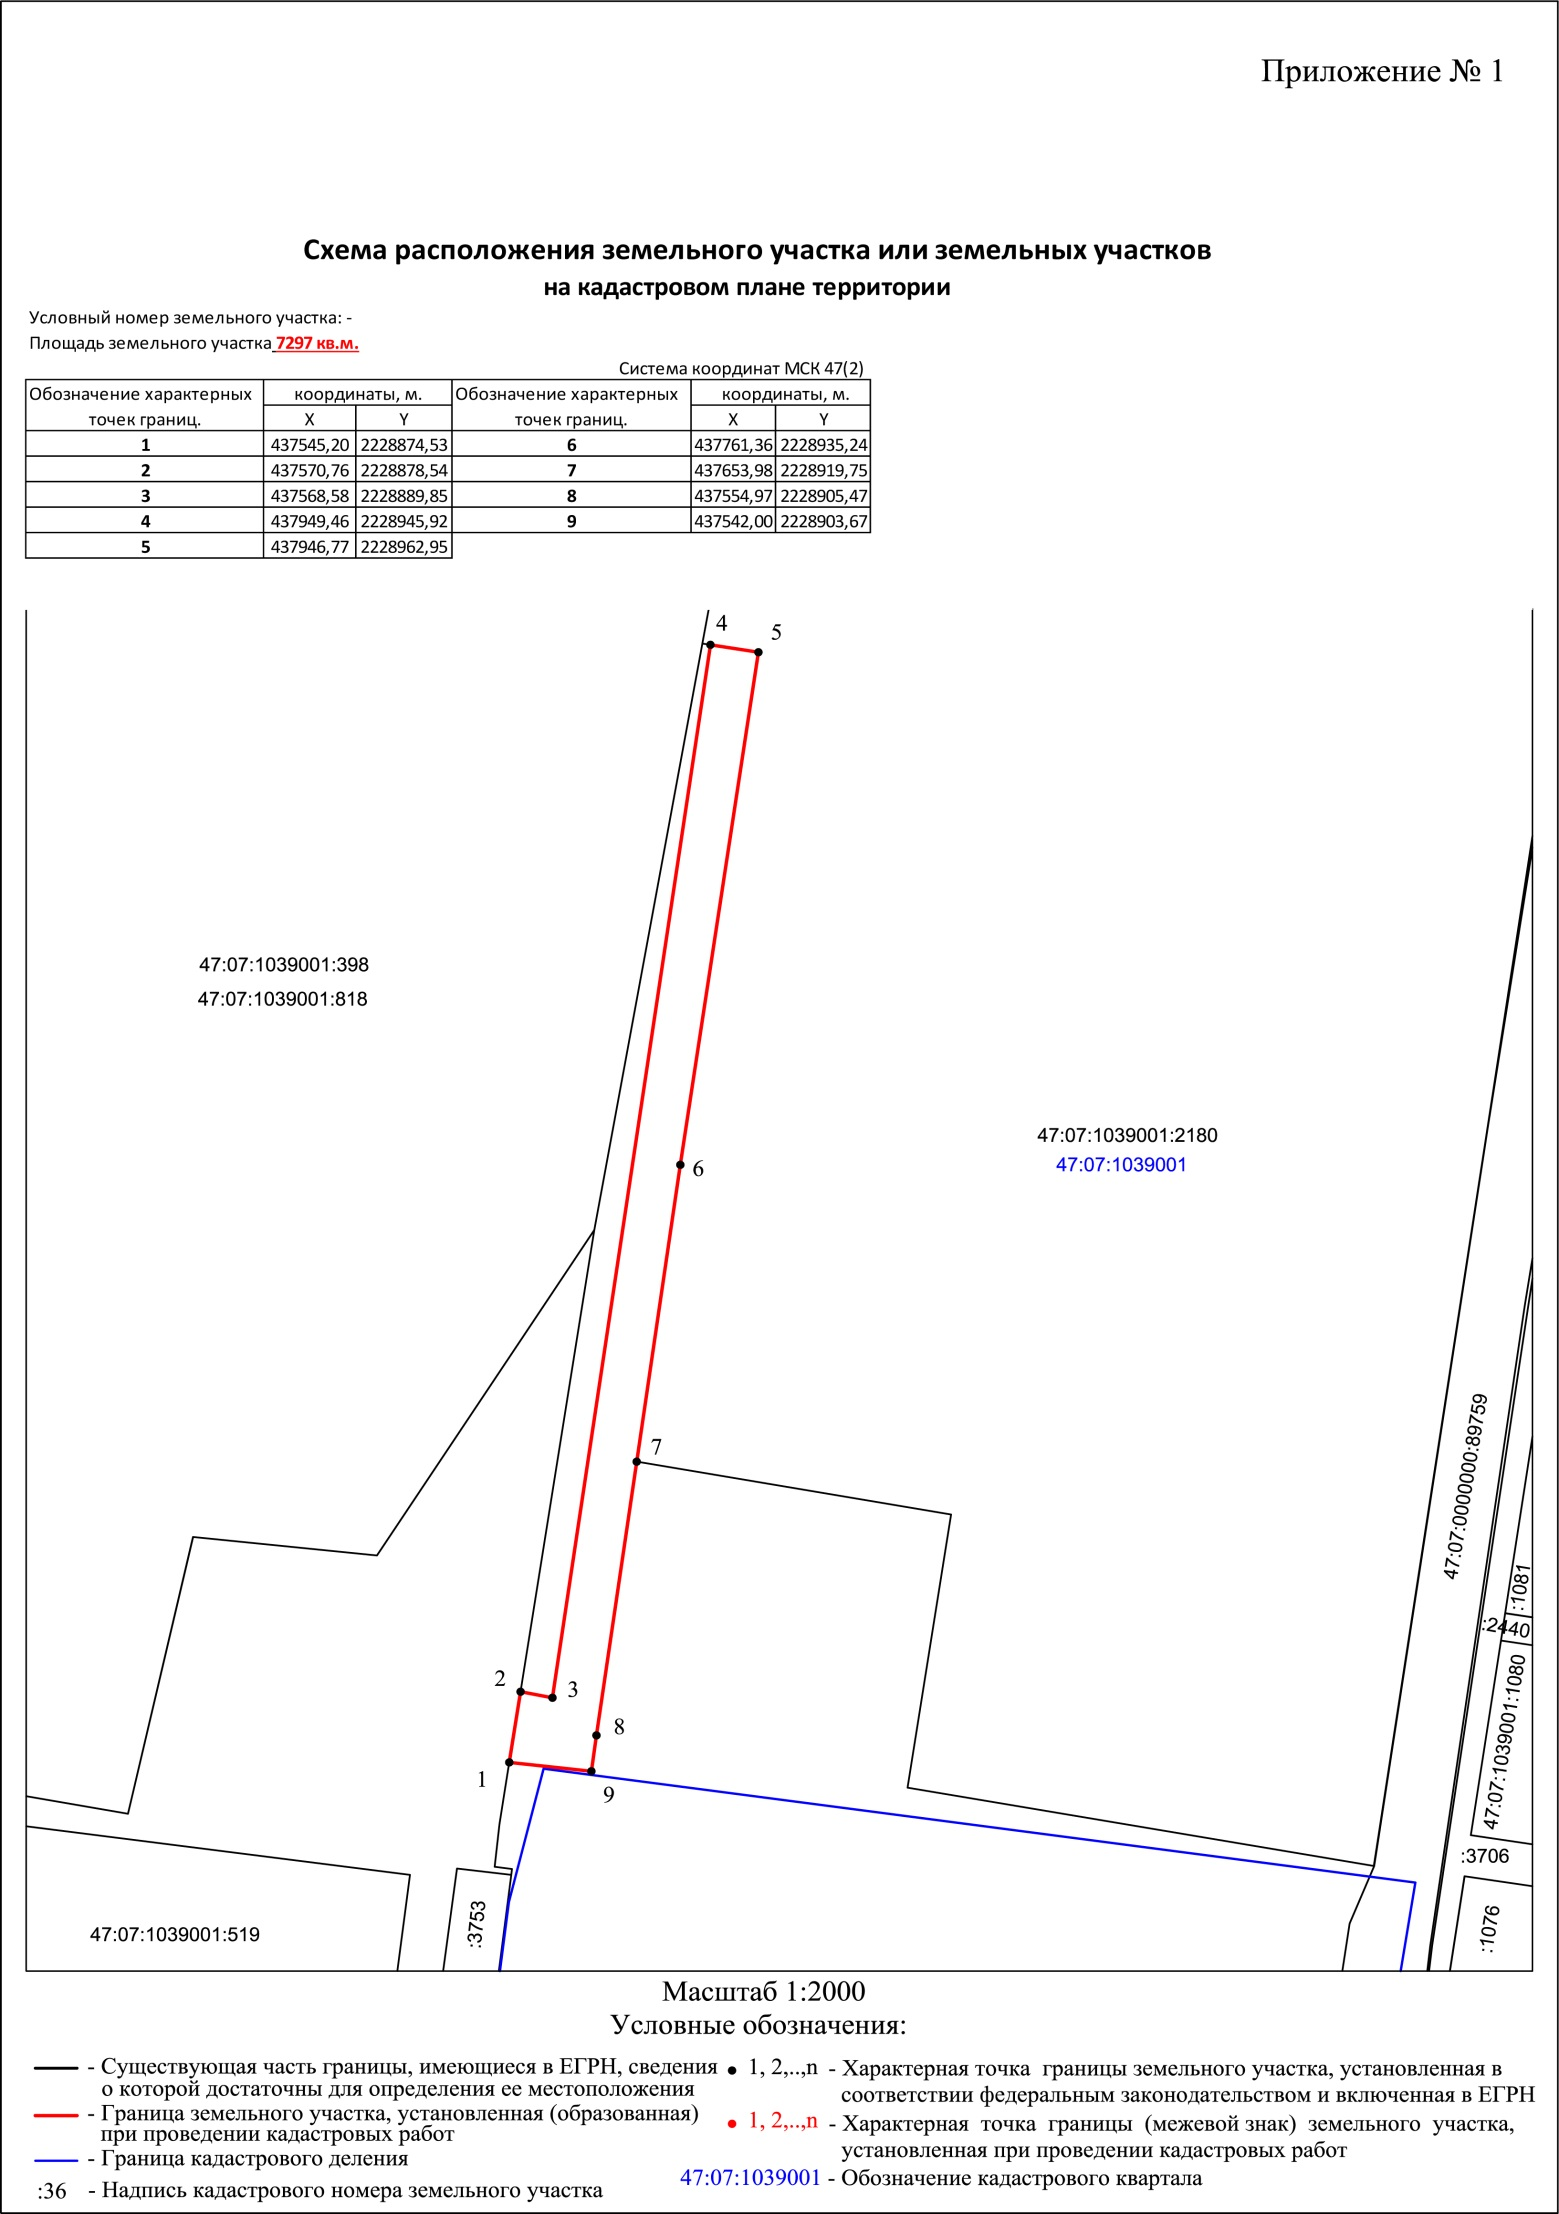 Приложение № 1
Схема расположения земельного участка или земельных участков
на кадастровом плане территории
Условный номер земельного участка: -
Площадь земельного участка 7297 кв.м.
Система координат МСК 47(2)
Обозначение характерных точек границ. координаты, м. Обозначение характерных точек границ. координаты, м.
X Y X Y
1 437545,20 2228874,53 6 437761,36 2228935,24
2 437570,76 2228878,54 7 437653,98 2228919,75
3 437568,58 2228889,85 8 437554,97 2228905,47
4 437949,46 2228945,92 9 437542,00 2228903,67
5 437946,77 2228962,95
4
5
47:07:1039001:398
47:07:1039001:818
47:07:1039001:2180
47:07:1039001
6
7
47:07:0000000:89759
:1081
:2440
47:07:1039001:1080
2
3
8
1
9
:3706
47:07:1039001:519
:3753
:1076
Масштаб 1:2000
Условные обозначения:
- Существующая часть границы, имеющиеся в ЕГРН, сведения
о которой достаточны для определения ее местоположения
- Граница земельного участка, установленная (образованная)
при проведении кадастровых работ
- Граница кадастрового деления
:36 - Надпись кадастрового номера земельного участка
1, 2,..,n - Характерная точка границы земельного участка, установленная в
соответствии федеральным законодательством и включенная в ЕГРН
1, 2,..,n - Характерная точка границы (межевой знак) земельного участка,
установленная при проведении кадастровых работ
47:07:1039001 - Обозначение кадастрового квартала